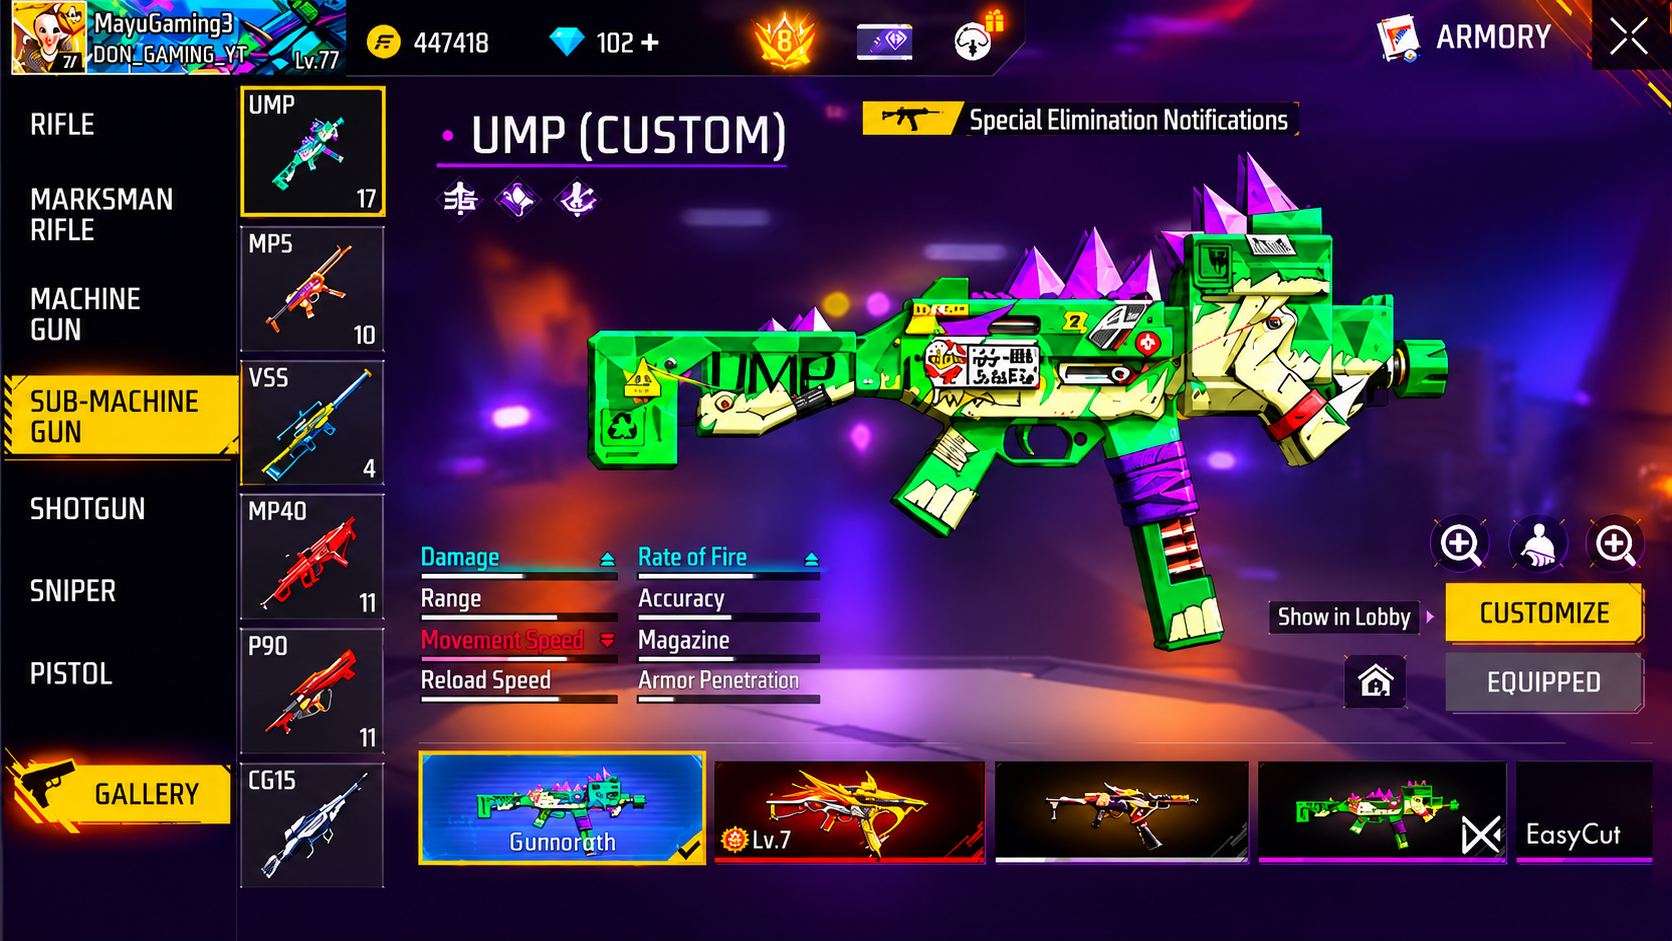 MayuGaming3
DON_GAMING_YT
Lv.77
447418
102 +
8
ARMORY
RIFLE
MARKSMAN
RIFLE
MACHINE
GUN
SUB-MACHINE
GUN
SHOTGUN
SNIPER
PISTOL
GALLERY
UMP
17
MP5
10
VSS
4
MP40
11
P90
11
CG15
UMP (CUSTOM)
Special Elimination Notifications
UMP
2
Damage
Rate of Fire
Range
Accuracy
Movement Speed
Magazine
Reload Speed
Armor Penetration
Show in Lobby
CUSTOMIZE
EQUIPPED
Gunnorath
Lv.7
EasyCut